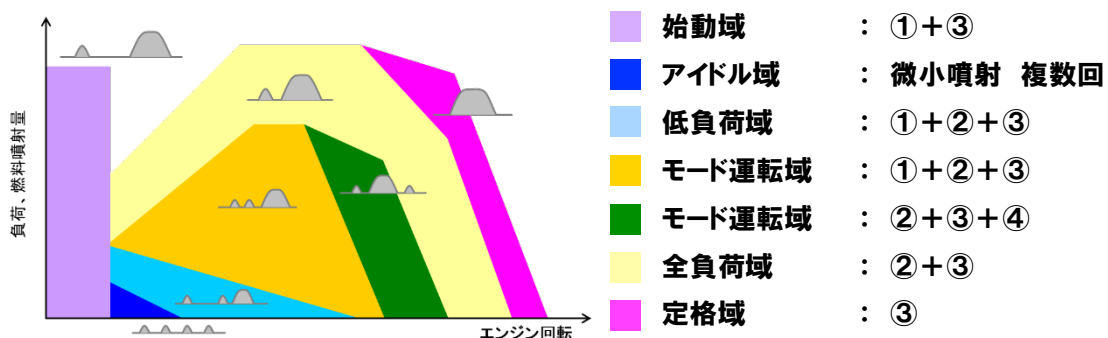 負荷、燃料噴射量
エンジン回転
始動域 : ①+③
アイドル域 : 微小噴射 複数回
低負荷域 : ①+②+③
モード運転域 : ①+②+③
モード運転域 : ②+③+④
全負荷域 : ②+③
定格域 : ③